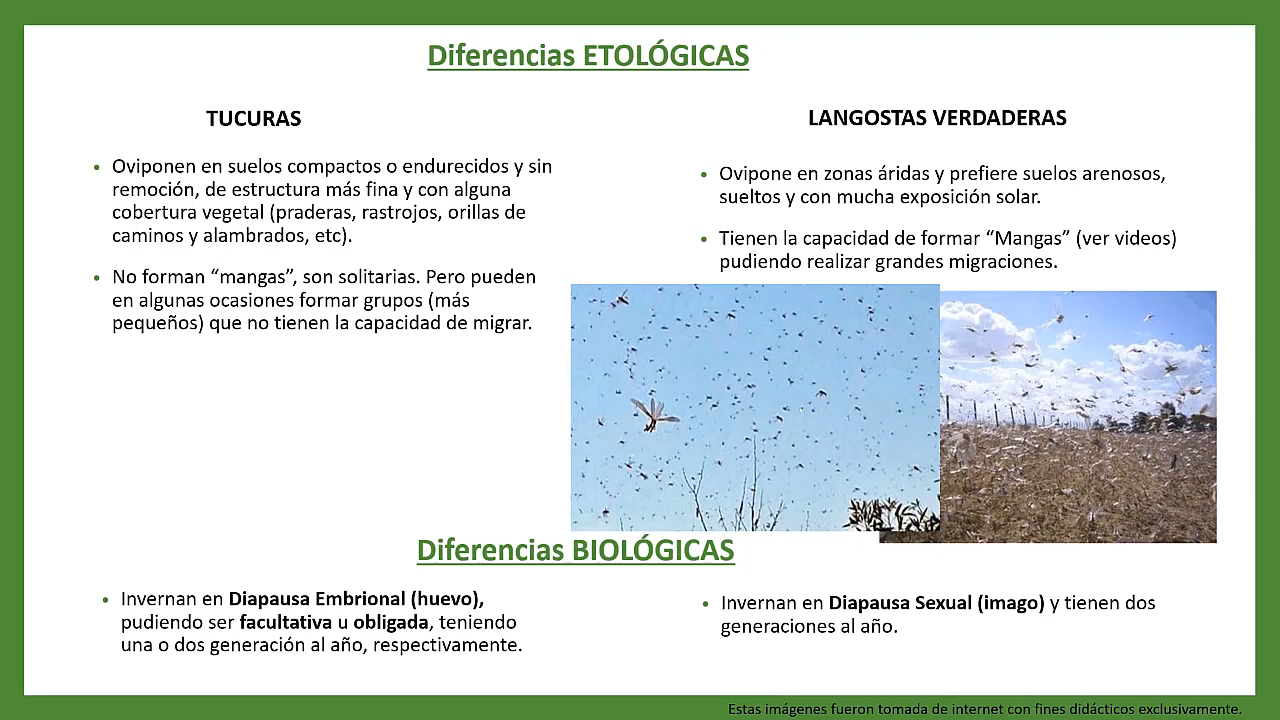 Diferencias ETOLÓGICAS
TUCURAS
Oviponen en suelos compactos o endurecidos y sin
remoción, de estructura más fina y con alguna
cobertura vegetal (praderas, rastrojos, orillas de
caminos y alambrados, etc).
No forman “mangas”, son solitarias. Pero pueden
en algunas ocasiones formar grupos (más
pequeños) que no tienen la capacidad de migrar.
LANGOSTAS VERDADERAS
Ovipone en zonas áridas y prefiere suelos arenosos,
sueltos y con mucha exposición solar.
Tienen la capacidad de formar “Mangas” (ver videos)
pudiendo realizar grandes migraciones.
Diferencias BIOLÓGICAS
Invernan en Diapausa Embrional (huevo),
pudiendo ser facultativa u obligada, teniendo
una o dos generación al año, respectivamente.
Invernan en Diapausa Sexual (imago) y tienen dos
generaciones al año.
Estas imágenes fueron tomada de internet con fines didácticos exclusivamente.